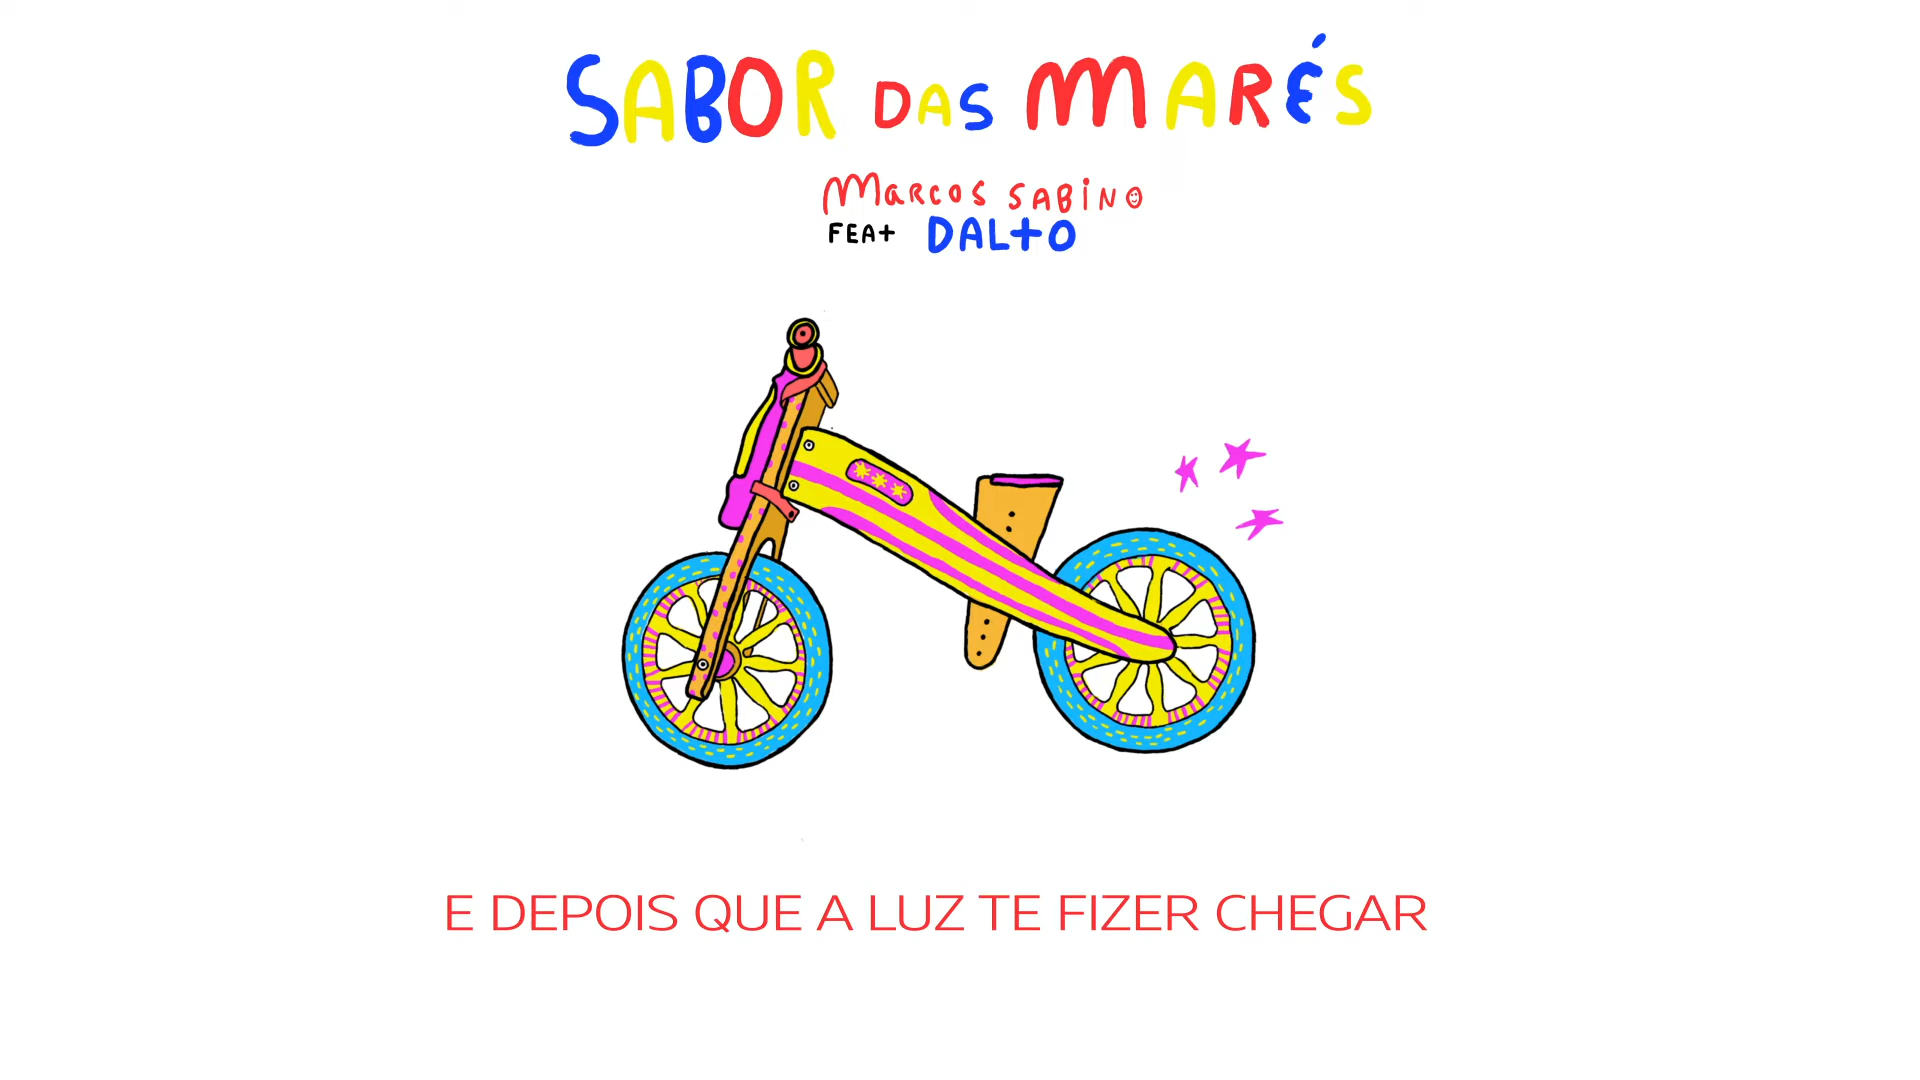 SABOR DAS MARÉS
MARCOS SABINO
FEAT DALTO
E DEPOIS QUE A LUZ TE FIZER CHEGAR